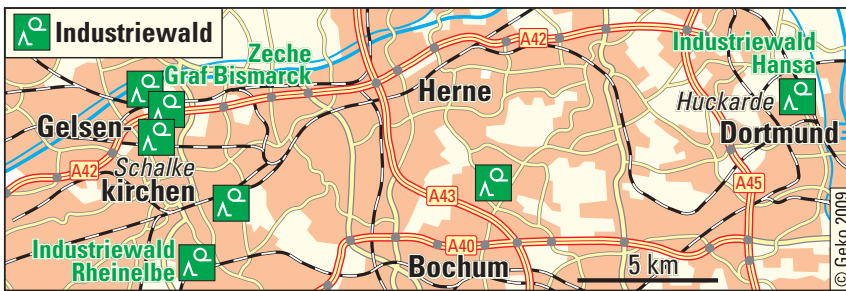 Industriewald
Zeche
Graf Bismarck
A42
Industriewald
Hansa
Herne
Huckarde
Gelsen-
Dortmund
Schalke
A42
kirchen
A43
A45
Industriewald
Rheinelbe
A40
Bochum
5 km
© Geko 2009